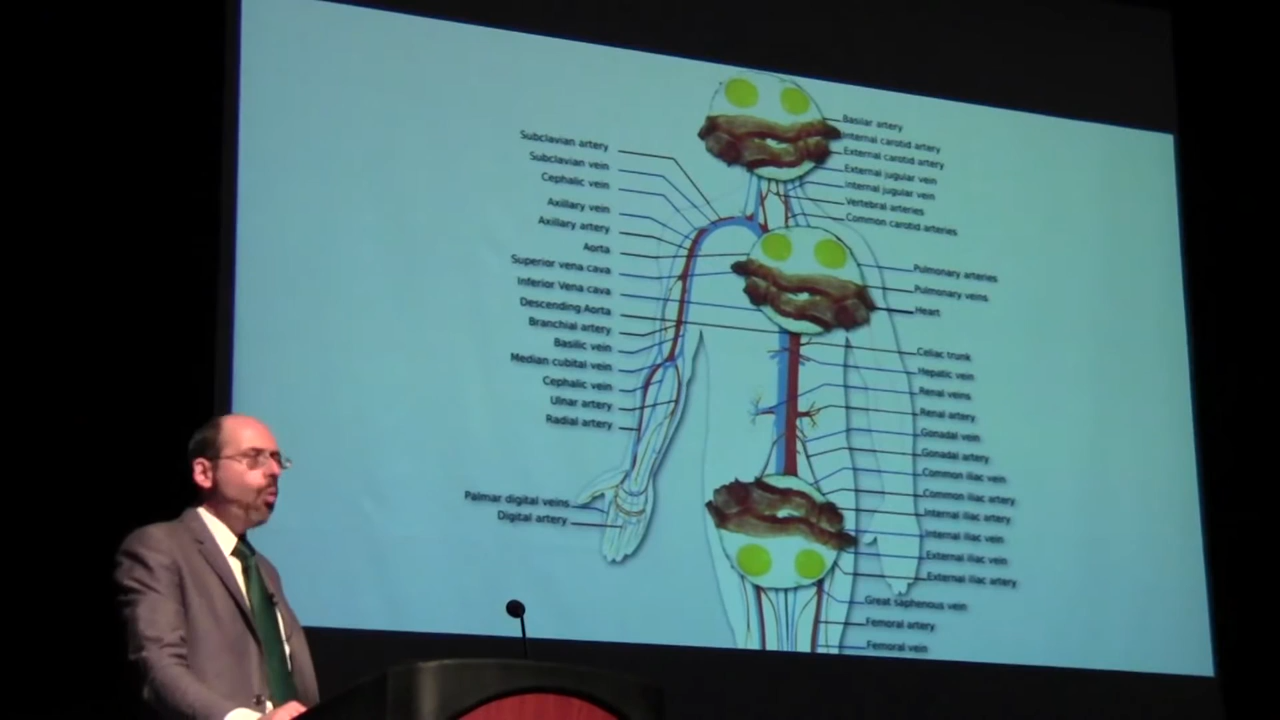 Subclavian artery
Subclavian vein
Cephalic vein
Axillary vein
Axillary artery
Aorta
Superior vena cava
Inferior Vena cava
Descending Aorta
Branchial artery
Basilic vein
Median cubital vein
Cephalic vein
Ulnar artery
Radial artery
Palmar digital veins
Digital artery
Basilar artery
Internal carotid artery
External carotid artery
External jugular vein
Internal jugular vein
Vertebral arteries
Common carotid arteries
Pulmonary arteries
Pulmonary veins
Heart
Celiac trunk
Hepatic vein
Renal veins
Renal artery
Gonadal vein
Gonadal artery
Common iliac vein
Common iliac artery
Internal iliac artery
Internal iliac vein
External iliac vein
External iliac artery
Great saphenous vein
Femoral artery
Femoral vein